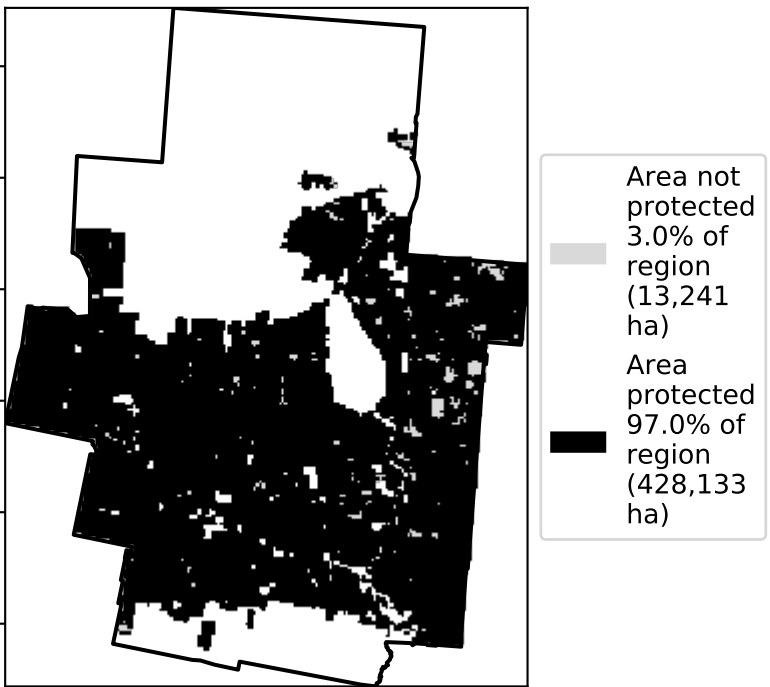 Area not
protected
3.0% of
region
(13,241
ha)
Area
protected
97.0% of
region
(428,133
ha)